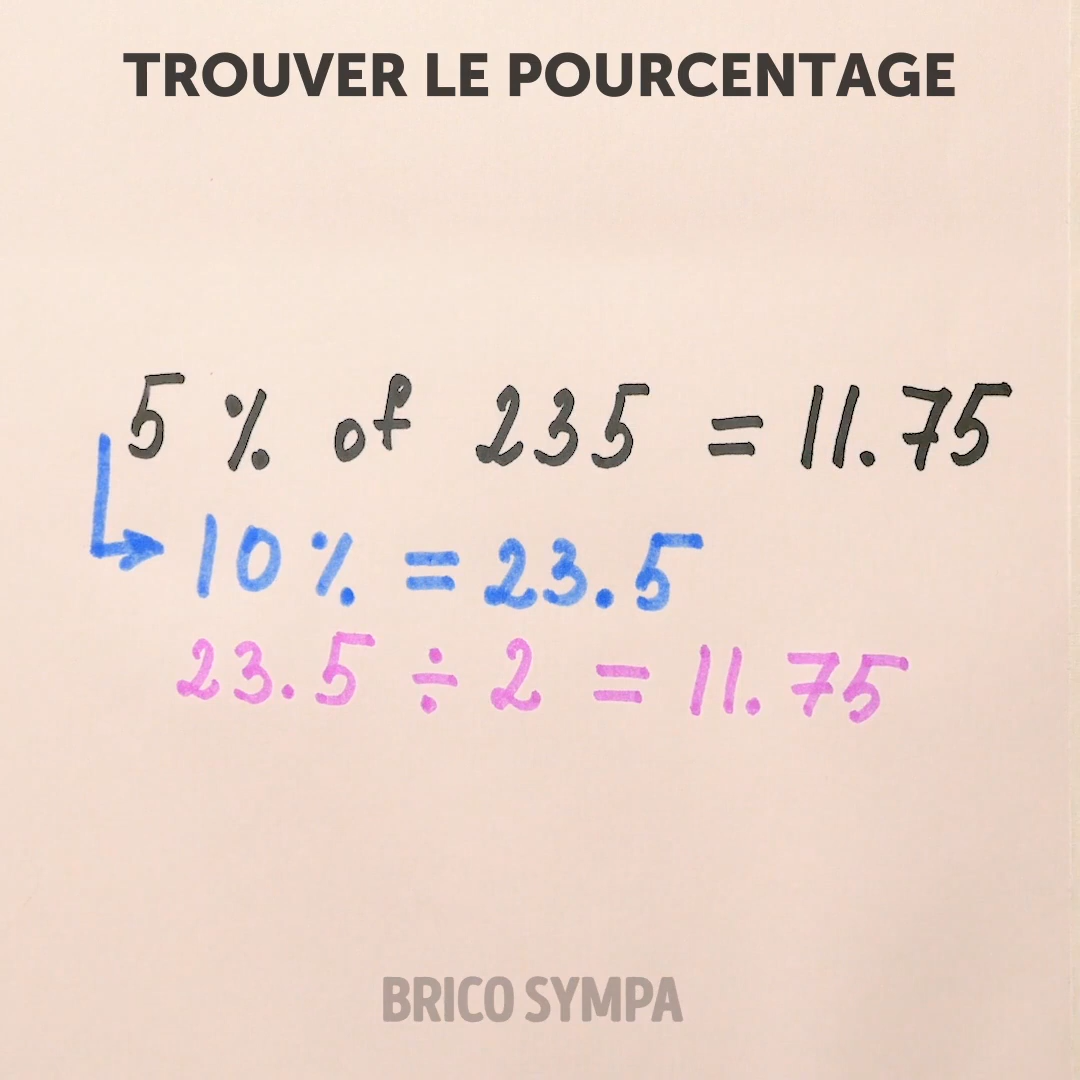 TROUVER LE POURCENTAGE
5 % of 235 = 11.75
10 % = 23.5
23.5 ÷ 2 = 11.75
BRICO SYMPA